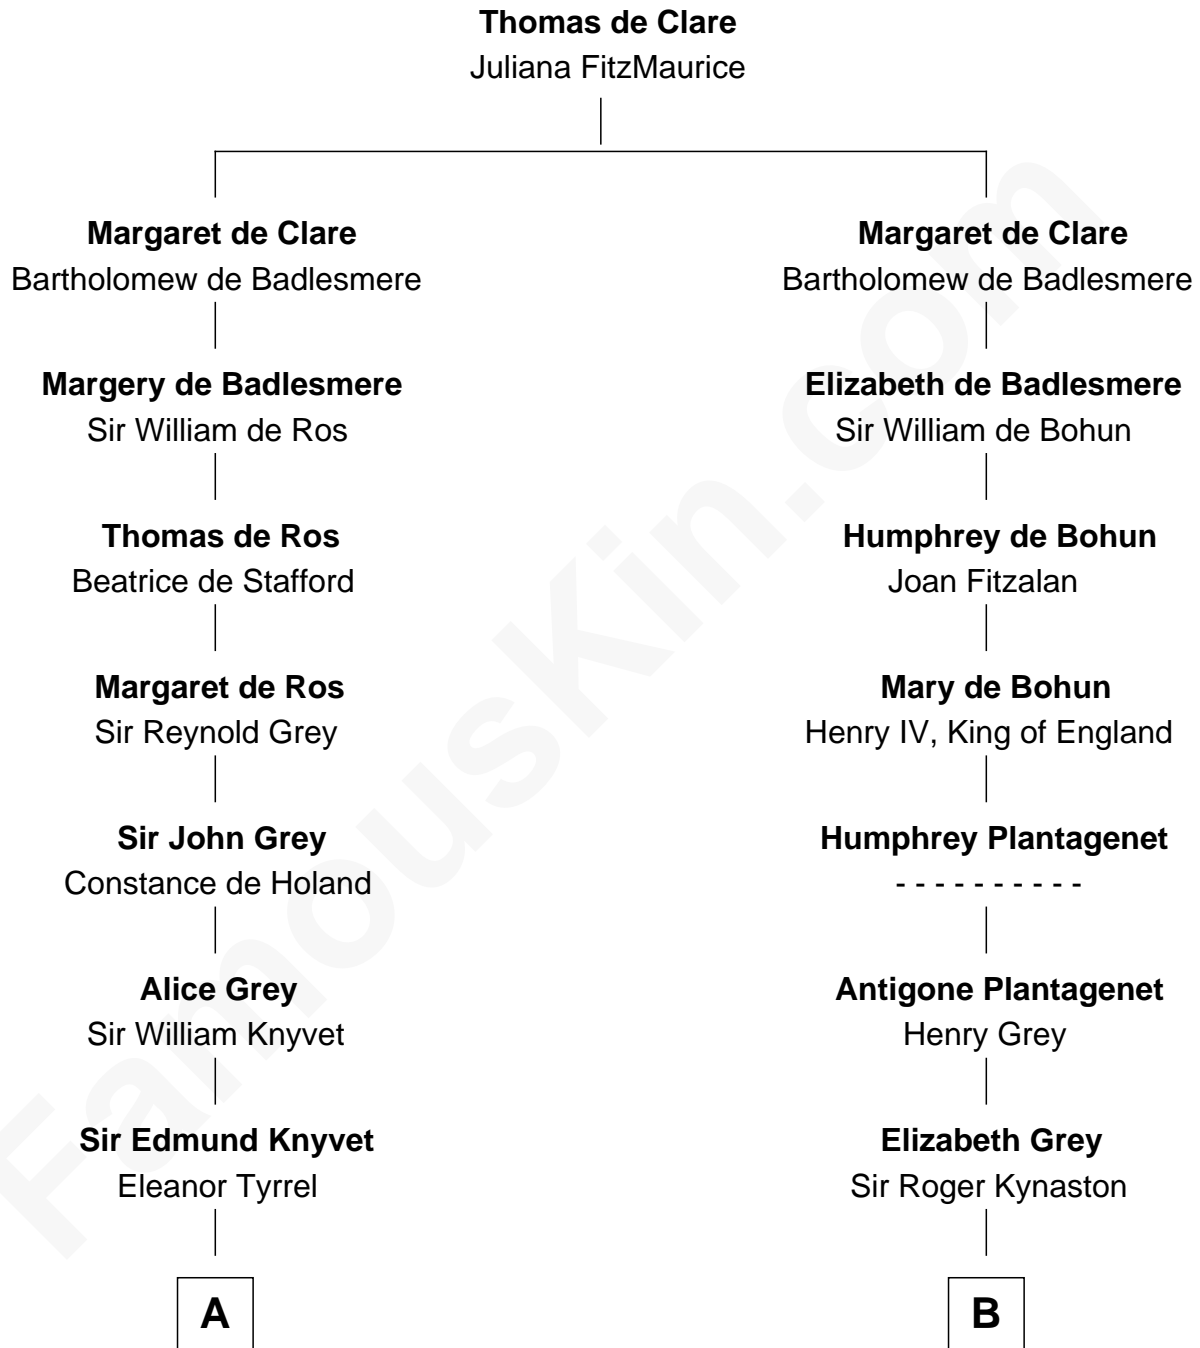 Thomas de Clare
Juliana FitzMaurice
Margaret de Clare
Bartholomew de Badlesmere
Margery de Badlesmere
Sir William de Ros
Thomas de Ros
Beatrice de Stafford
Margaret de Ros
Sir Reynold Grey
Sir John Grey
Constance de Holand
Alice Grey
Sir William Knyvet
Sir Edmund Knyvet
Eleanor Tyrrel
A
Margaret de Clare
Bartholomew de Badlesmere
Elizabeth de Badlesmere
Sir William de Bohun
Humphrey de Bohun
Joan Fitzalan
Mary de Bohun
Henry IV, King of England
Humphrey Plantagenet
- - - - - - - - - -
Antigone Plantagenet
Henry Grey
Elizabeth Grey
Sir Roger Kynaston
B
FamousKin.com